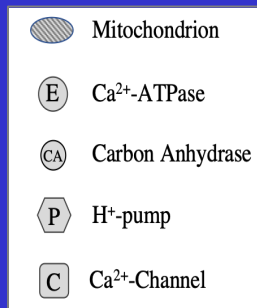 Mitochondrion
E Ca²⁺-ATPase
CA Carbon Anhydrase
P H⁺-pump
C Ca²⁺-Channel